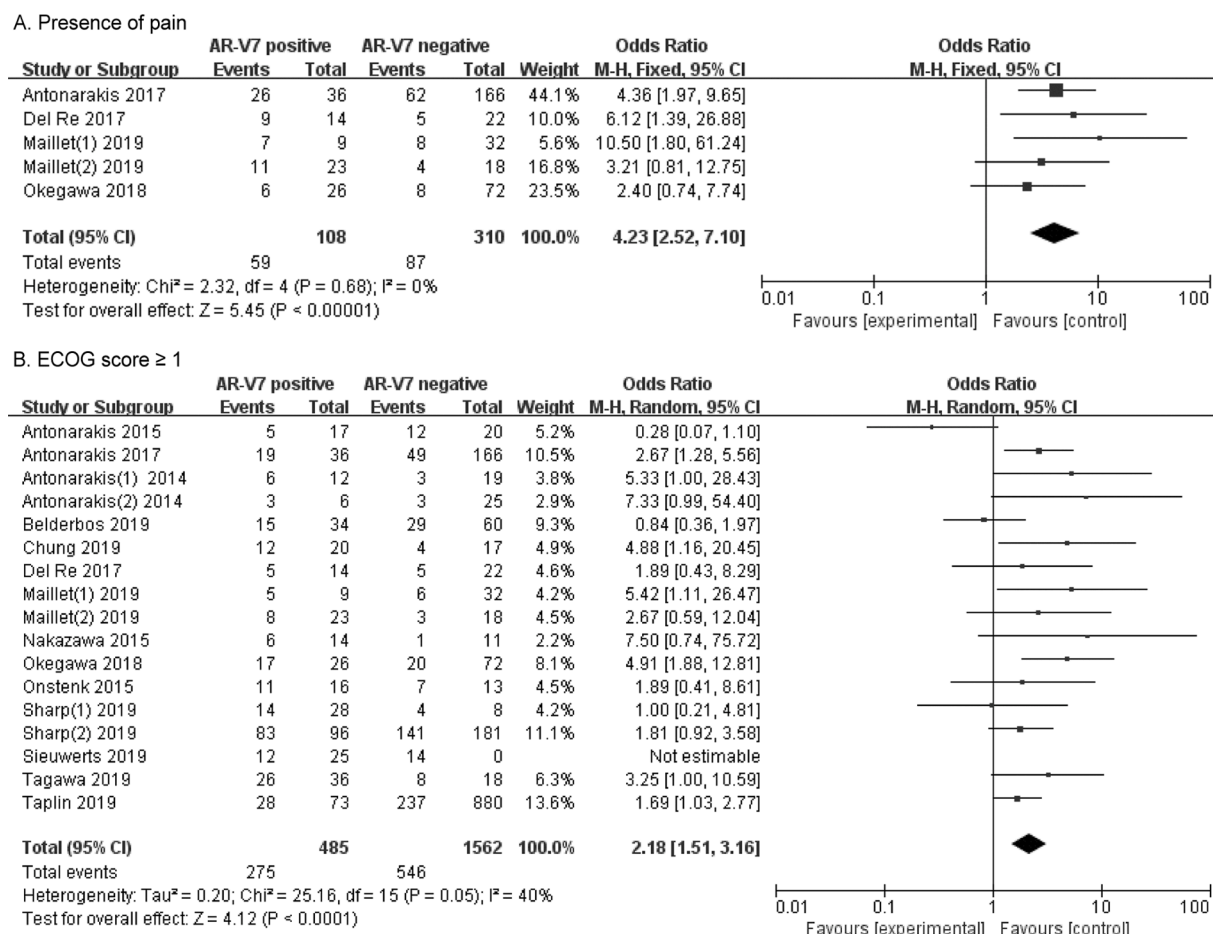 A. Presence of pain
AR-V7 positive AR-V7 negative Odds Ratio Odds Ratio
Study or Subgroup Events Total Events Total Weight M-H, Fixed, 95% CI M-H, Fixed, 95% CI
Antonarakis 2017 26 36 62 166 44.1% 4.36 [1.97, 9.65]
Del Re 2017 9 14 5 22 10.0% 6.12 [1.39, 26.88]
Maillet(1) 2019 7 9 8 32 5.6% 10.50 [1.80, 61.24]
Maillet(2) 2019 11 23 4 18 16.8% 3.21 [0.81, 12.75]
Okegawa 2018 6 26 8 72 23.5% 2.40 [0.74, 7.74]
Total (95% CI) 108 310 100.0% 4.23 [2.52, 7.10]
Total events 59 87
Heterogeneity: Chi² = 2.32, df = 4 (P = 0.68); I² = 0%
Test for overall effect: Z = 5.45 (P < 0.00001)
0.01 0.1 1 10 100
Favours [experimental] Favours [control]
B. ECOG score ≥ 1
AR-V7 positive AR-V7 negative Odds Ratio Odds Ratio
Study or Subgroup Events Total Events Total Weight M-H, Random, 95% CI M-H, Random, 95% CI
Antonarakis 2015 5 17 12 20 5.2% 0.28 [0.07, 1.10]
Antonarakis 2017 19 36 49 166 10.5% 2.67 [1.28, 5.56]
Antonarakis(1) 2014 6 12 3 19 3.8% 5.33 [1.00, 28.43]
Antonarakis(2) 2014 3 6 3 25 2.9% 7.33 [0.99, 54.40]
Belderbos 2019 15 34 29 60 9.3% 0.84 [0.36, 1.97]
Chung 2019 12 20 4 17 4.9% 4.88 [1.16, 20.45]
Del Re 2017 5 14 5 22 4.6% 1.89 [0.43, 8.29]
Maillet(1) 2019 5 9 6 32 4.2% 5.42 [1.11, 26.47]
Maillet(2) 2019 8 23 3 18 4.5% 2.67 [0.59, 12.04]
Nakazawa 2015 6 14 1 11 2.2% 7.50 [0.74, 75.72]
Okegawa 2018 17 26 20 72 8.1% 4.91 [1.88, 12.81]
Onstenk 2015 11 16 7 13 4.5% 1.89 [0.41, 8.61]
Sharp(1) 2019 14 28 4 8 4.2% 1.00 [0.21, 4.81]
Sharp(2) 2019 83 96 141 181 11.1% 1.81 [0.92, 3.58]
Sieuwerts 2019 12 25 14 0 Not estimable
Tagawa 2019 26 36 8 18 6.3% 3.25 [1.00, 10.59]
Taplin 2019 28 73 237 880 13.6% 1.69 [1.03, 2.77]
Total (95% CI) 485 1562 100.0% 2.18 [1.51, 3.16]
Total events 275 546
Heterogeneity: Tau² = 0.20; Chi² = 25.16, df = 15 (P = 0.05); I² = 40%
Test for overall effect: Z = 4.12 (P < 0.0001)
0.01 0.1 1 10 100
Favours [experimental] Favours [control]